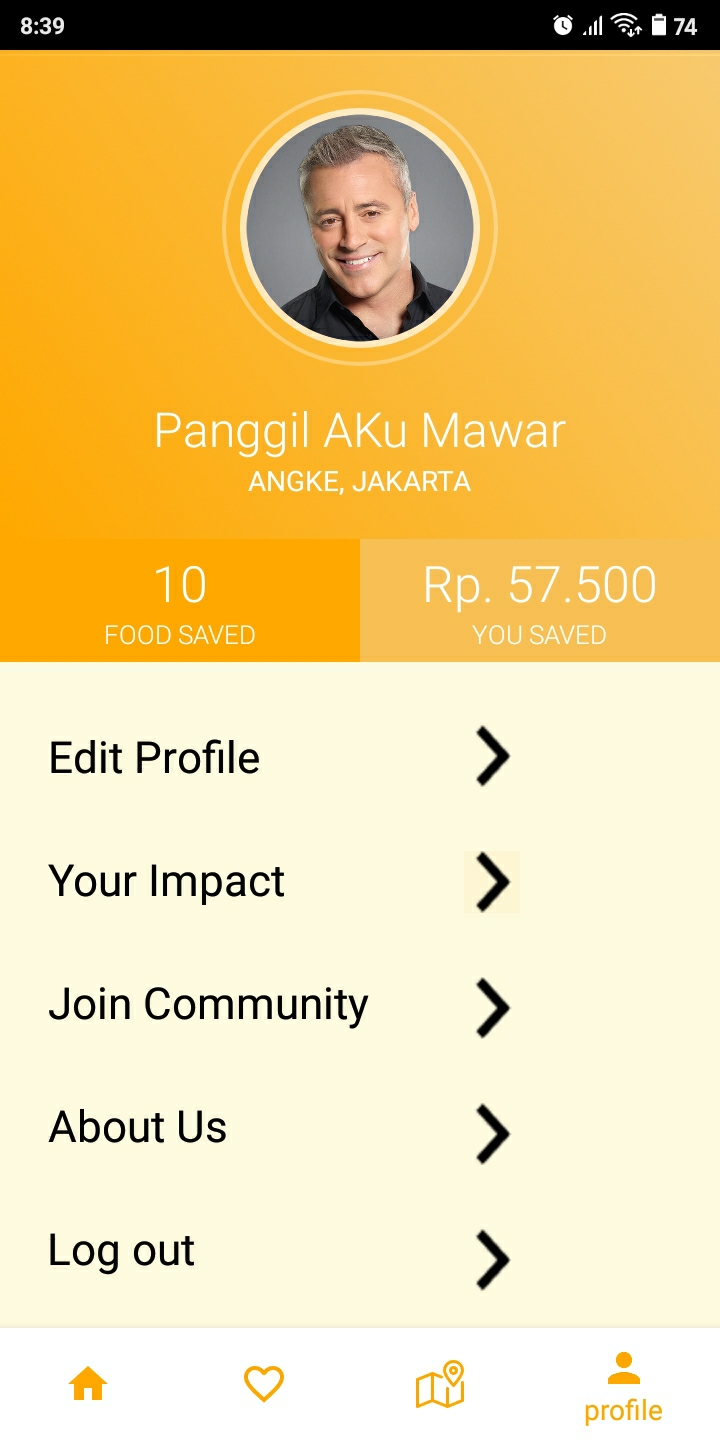 8:39
74
Panggil AKu Mawar
ANGKE, JAKARTA
10
FOOD SAVED
Rp. 57.500
YOU SAVED
Edit Profile
Your Impact
Join Community
About Us
Log out
profile